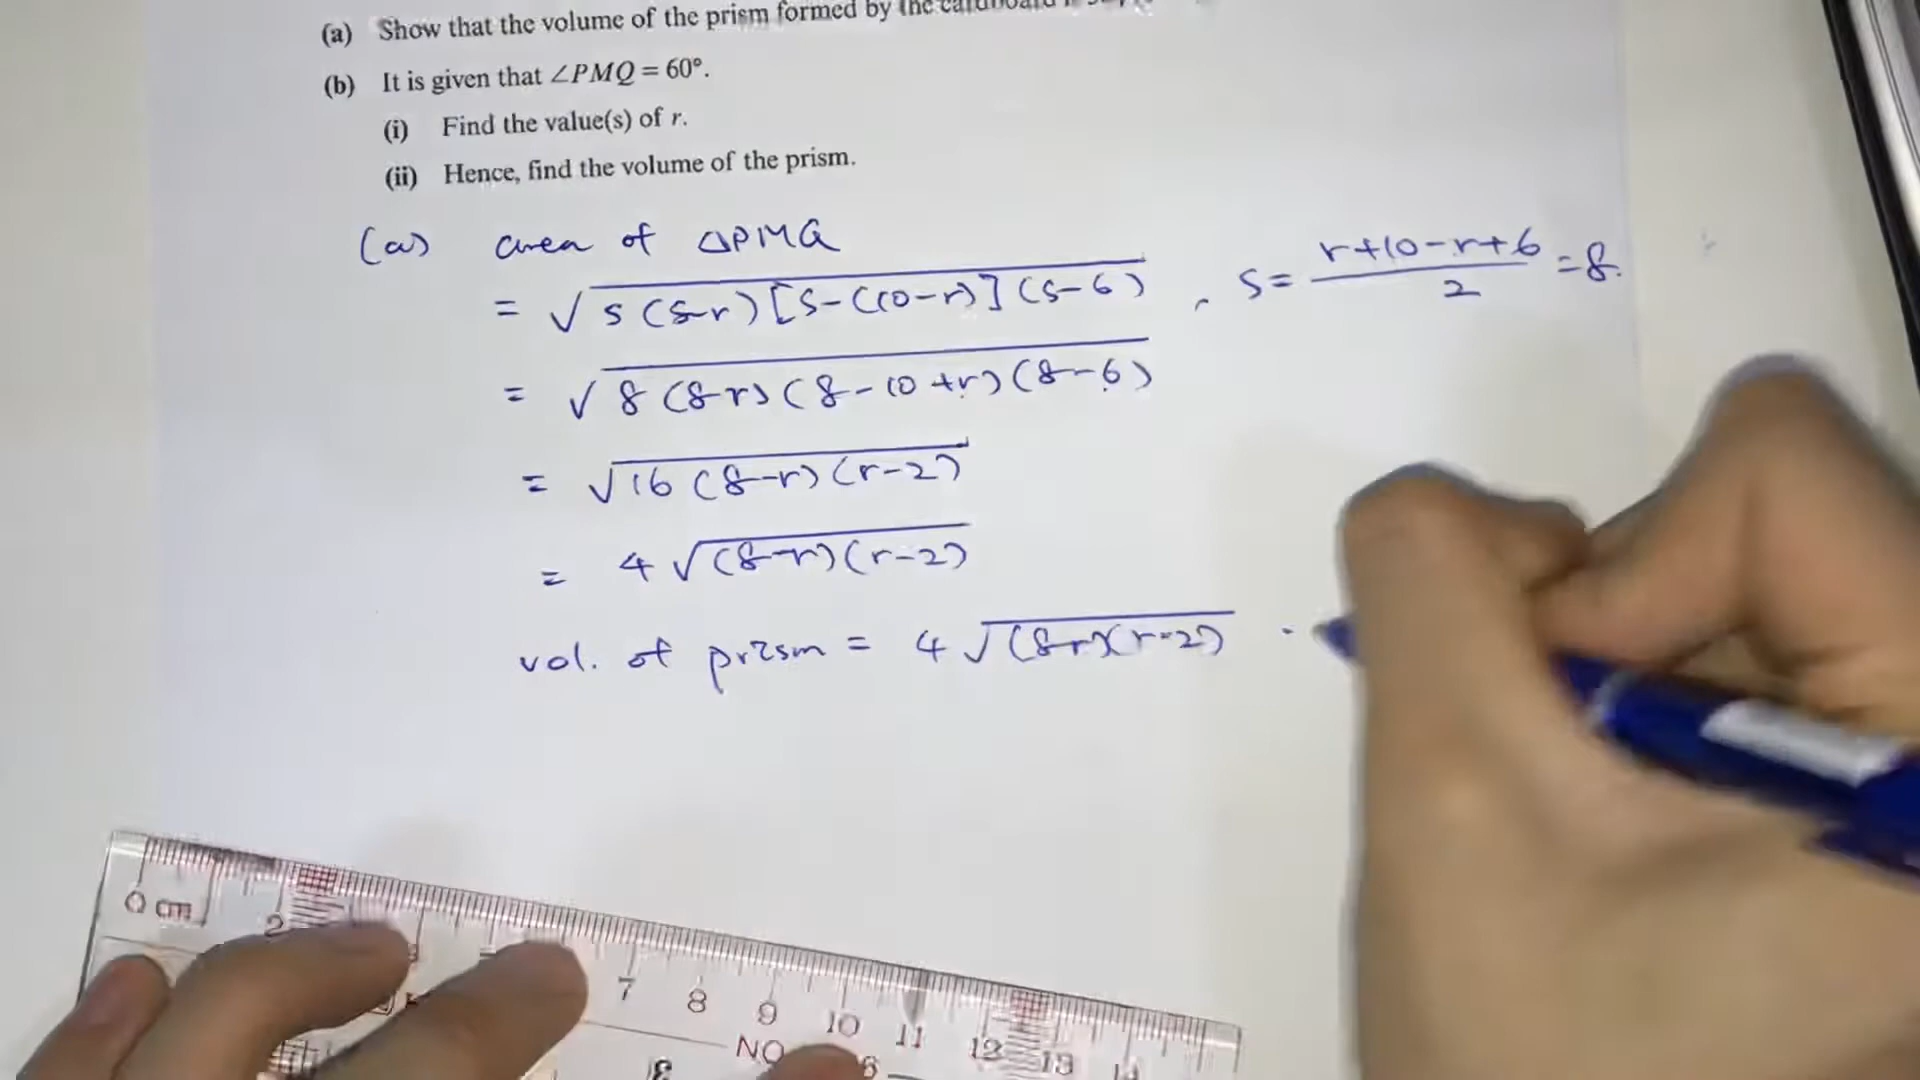 (a) Show that the volume of the prism formed by the cardboard
(b) It is given that ∠PMQ = 60°.
(i) Find the value(s) of r.
(ii) Hence, find the volume of the prism.
(a) area of △PMQ
= √s(s-r)[s-(10-r)](s-6) , s = (r+10-r+6)/2 = 8.
= √8(8-r)(8-10+r)(8-6)
= √16(8-r)(r-2)
= 4√(8-r)(r-2)
vol. of prism = 4√(8-r)(r-2) ·
0 cm 2 7 8 9 10 11 12 13 14
NO